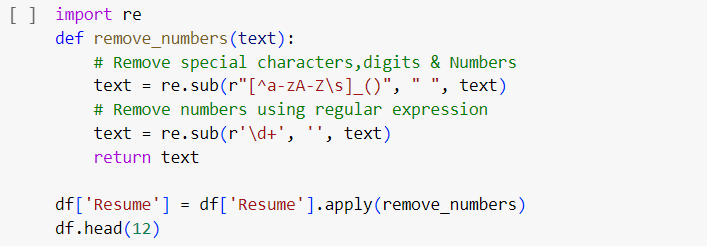 [ ] import re
def remove_numbers(text):
    # Remove special characters,digits & Numbers
    text = re.sub(r"[^a-zA-Z\s]_()", " ", text)
    # Remove numbers using regular expression
    text = re.sub(r'\d+', '', text)
    return text

df['Resume'] = df['Resume'].apply(remove_numbers)
df.head(12)